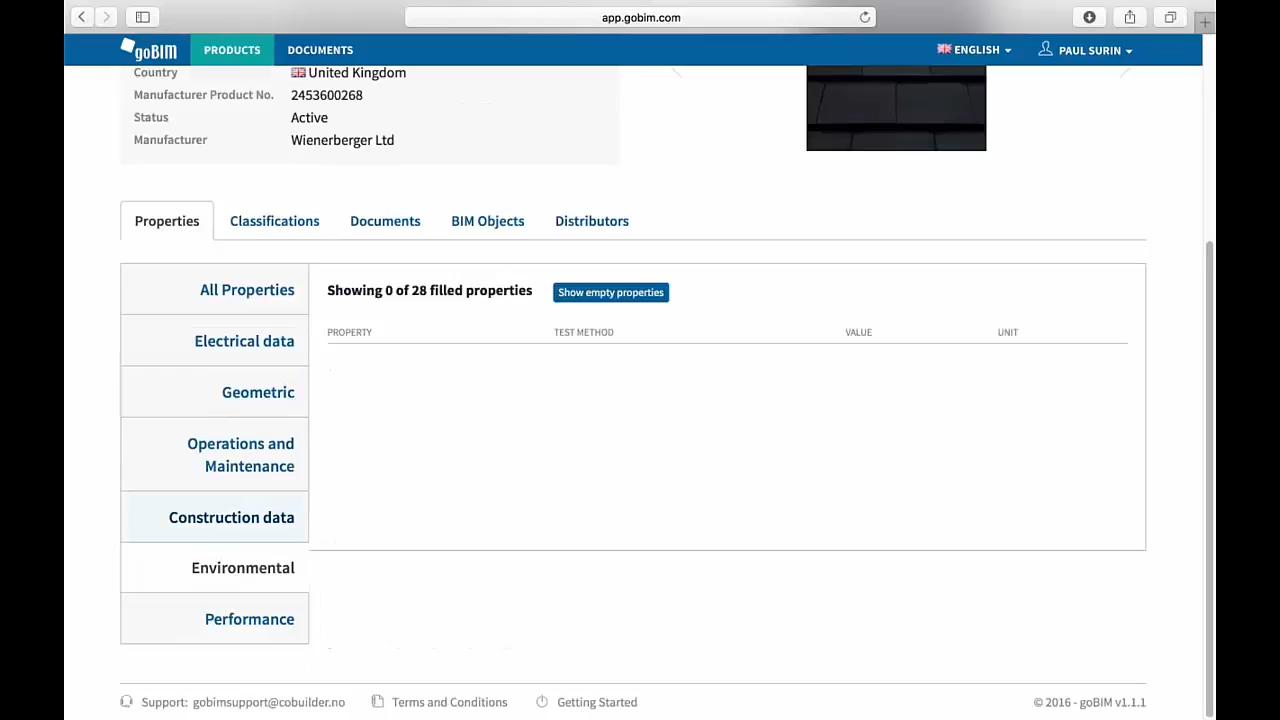 app.gobim.com
goBIM PRODUCTS DOCUMENTS ENGLISH PAUL SURIN
Country United Kingdom
Manufacturer Product No. 2453600268
Status Active
Manufacturer Wienerberger Ltd
Properties Classifications Documents BIM Objects Distributors
All Properties
Electrical data
Geometric
Operations and
Maintenance
Construction data
Environmental
Performance
Showing 0 of 28 filled properties Show empty properties
PROPERTY TEST METHOD VALUE UNIT
Support: gobimsupport@cobuilder.no Terms and Conditions Getting Started © 2016 - goBIM v1.1.1